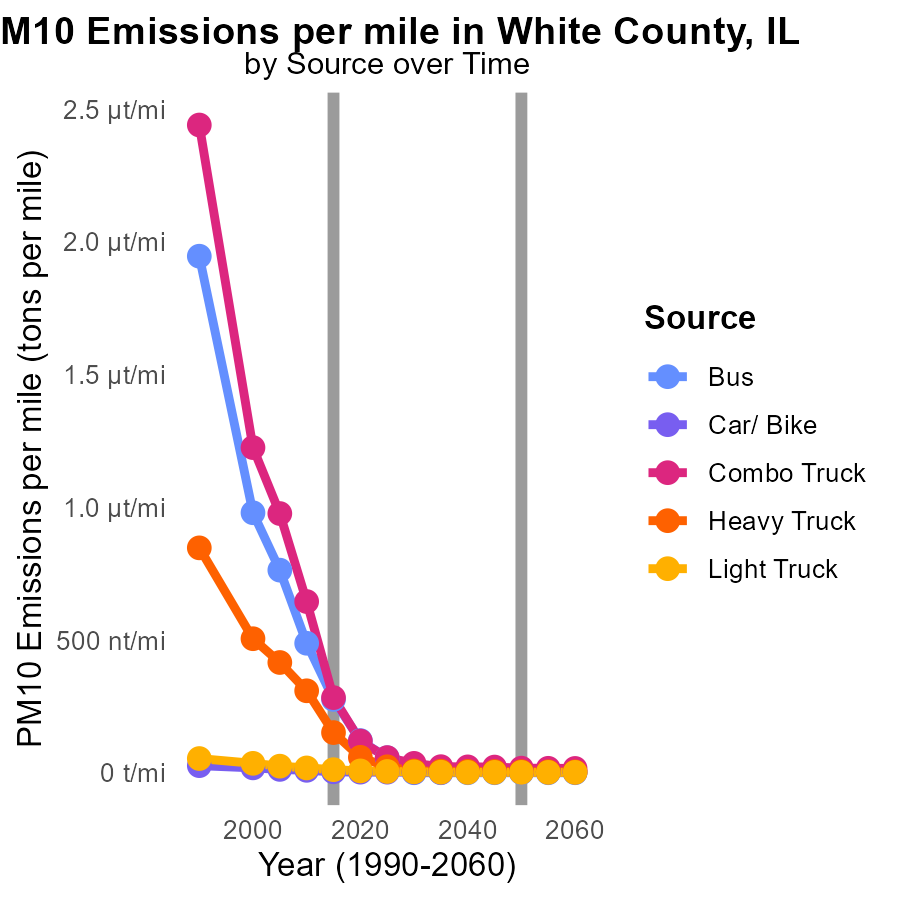 M10 Emissions per mile in White County, IL
by Source over Time
PM10 Emissions per mile (tons per mile)
2.5 µt/mi
2.0 µt/mi
1.5 µt/mi
1.0 µt/mi
500 nt/mi
0 t/mi
2000 2020 2040 2060
Year (1990-2060)
Source
Bus
Car/ Bike
Combo Truck
Heavy Truck
Light Truck